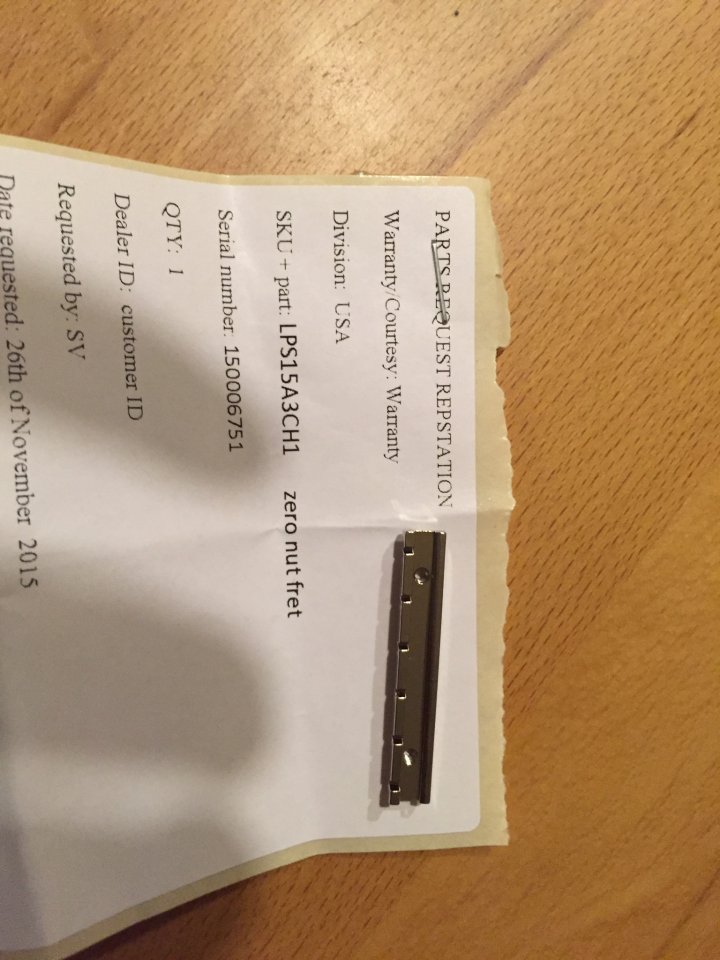 PARTS REQUEST REPSTATION
Warranty/Courtesy: Warranty
Division: USA
SKU + part: LPS15A3CH1 zero nut fret
Serial number: 150006751
QTY: 1
Dealer ID: customer ID
Requested by: SV
Date requested: 26th of November 2015